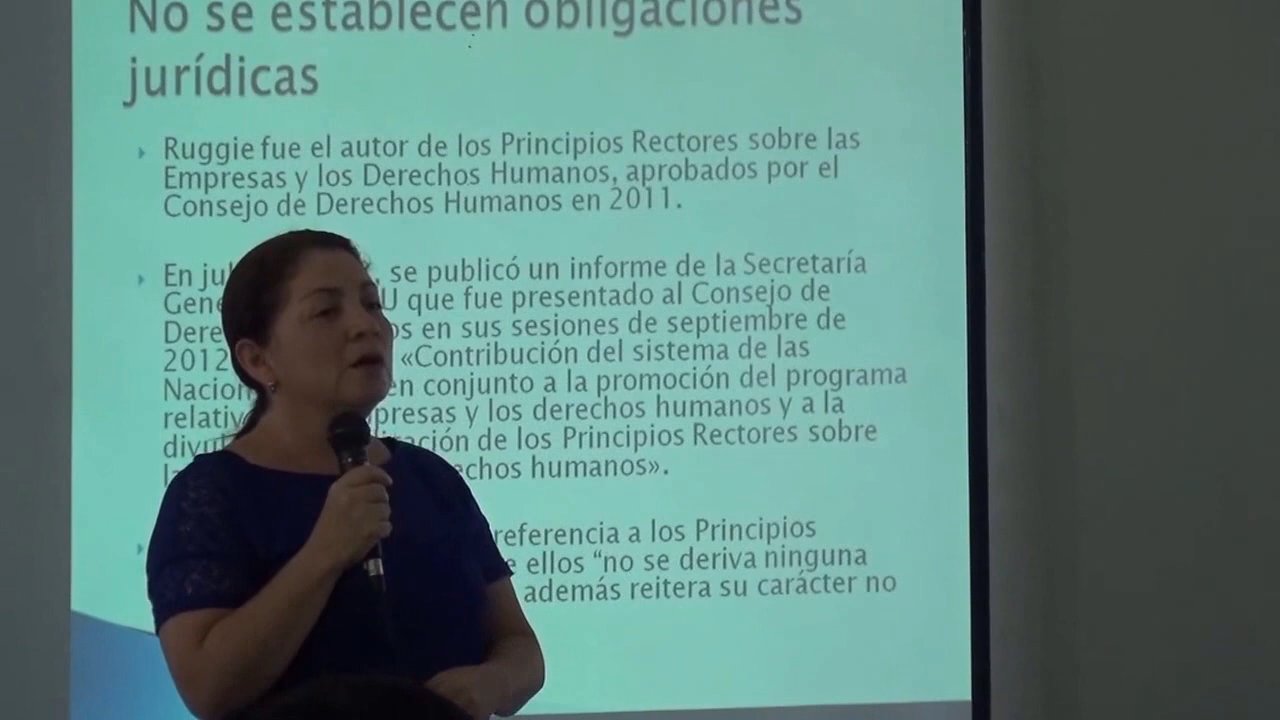 No se establecen obligaciones
jurídicas
Ruggie fue el autor de los Principios Rectores sobre las
Empresas y los Derechos Humanos, aprobados por el
Consejo de Derechos Humanos en 2011.
En , se publicó un informe de la Secretaría
que fue presentado al Consejo de
en sus sesiones de septiembre de
2012 «Contribución del sistema de las
en conjunto a la promoción del programa
y los derechos humanos y a la
de los Principios Rectores sobre
humanos».
referencia a los Principios
ellos “no se deriva ninguna
además reitera su carácter no